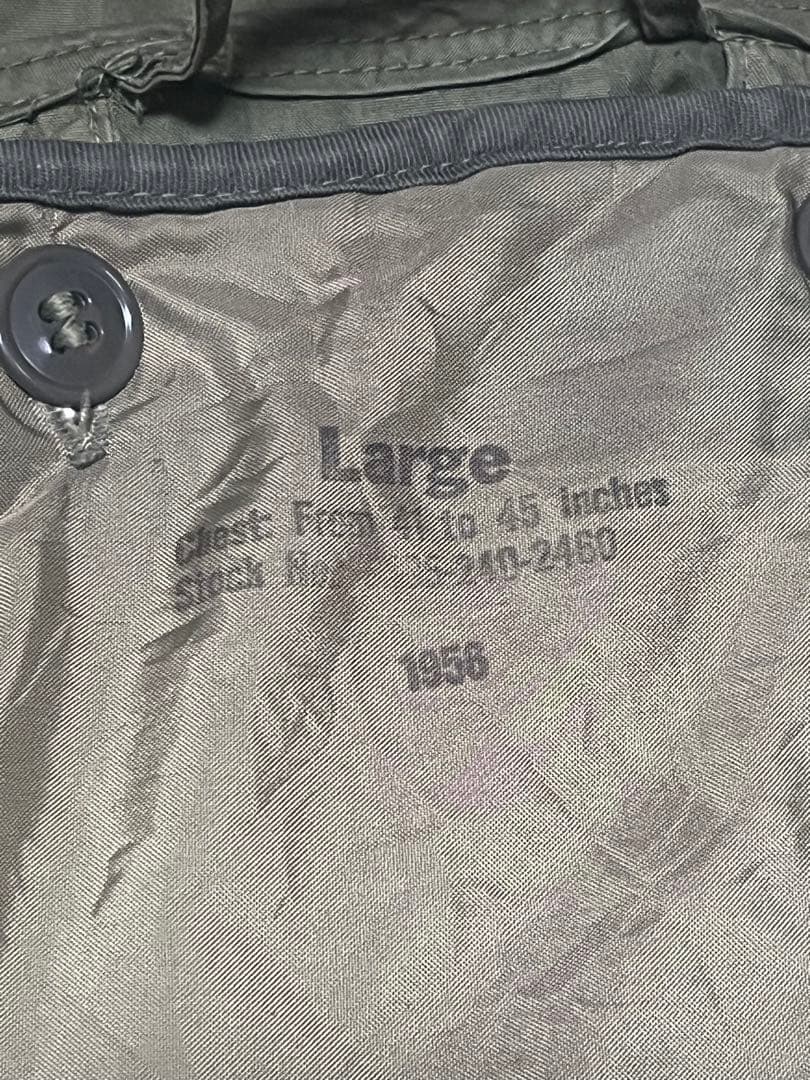 Large
Chest: From 41 to 45 inches
Stock No. 240-2460
1956